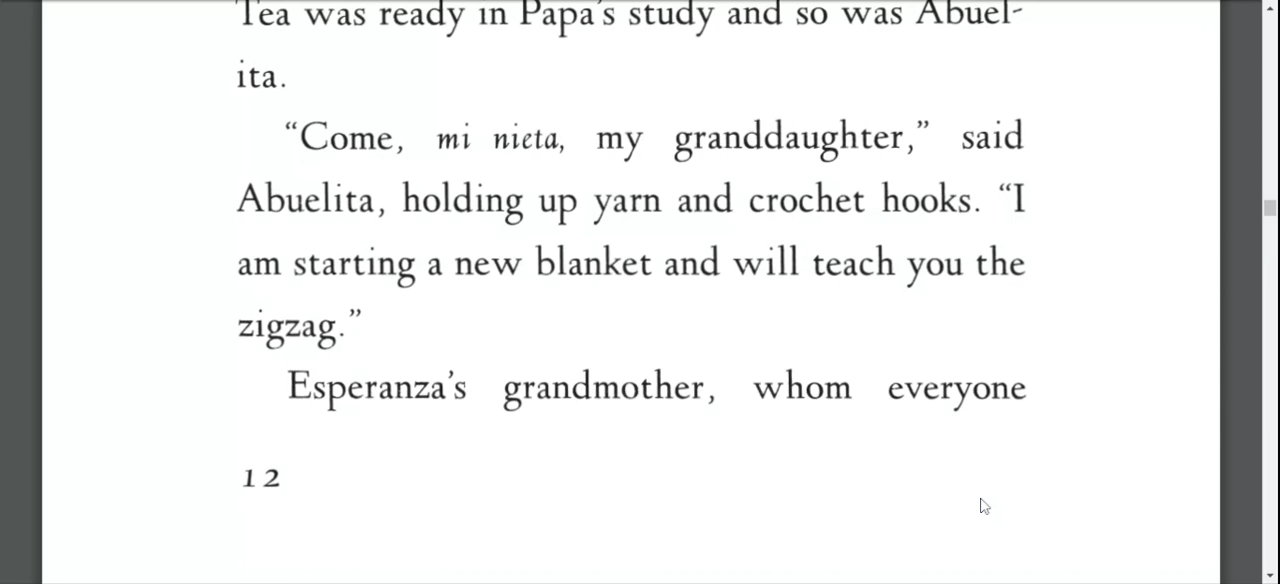 Tea was ready in Papa's study and so was Abuel-
ita.
“Come, mi nieta, my granddaughter,” said
Abuelita, holding up yarn and crochet hooks. “I
am starting a new blanket and will teach you the
zigzag.”
Esperanza’s grandmother, whom everyone
12